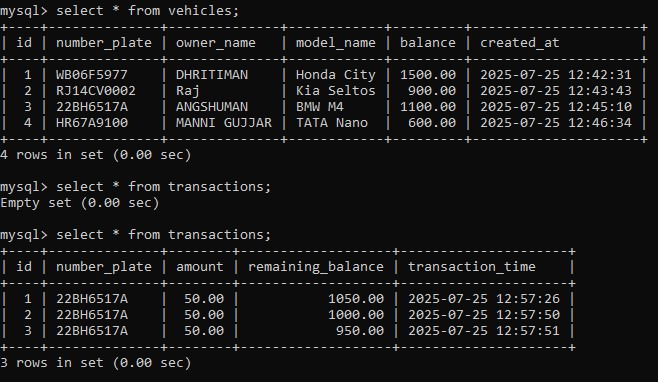 mysql> select * from vehicles;
+----+--------------+--------------+------------+---------+---------------------+
| id | number_plate | owner_name   | model_name | balance | created_at          |
+----+--------------+--------------+------------+---------+---------------------+
|  1 | WB06F5977    | DHRITIMAN    | Honda City | 1500.00 | 2025-07-25 12:42:31 |
|  2 | RJ14CV0002   | Raj          | Kia Seltos |  900.00 | 2025-07-25 12:43:43 |
|  3 | 22BH6517A    | ANGSHUMAN    | BMW M4     | 1100.00 | 2025-07-25 12:45:10 |
|  4 | HR67A9100    | MANNI GUJJAR | TATA Nano  |  600.00 | 2025-07-25 12:46:34 |
+----+--------------+--------------+------------+---------+---------------------+
4 rows in set (0.00 sec)
mysql> select * from transactions;
Empty set (0.00 sec)
mysql> select * from transactions;
+----+--------------+--------+-------------------+---------------------+
| id | number_plate | amount | remaining_balance | transaction_time    |
+----+--------------+--------+-------------------+---------------------+
|  1 | 22BH6517A    |  50.00 |           1050.00 | 2025-07-25 12:57:26 |
|  2 | 22BH6517A    |  50.00 |           1000.00 | 2025-07-25 12:57:50 |
|  3 | 22BH6517A    |  50.00 |            950.00 | 2025-07-25 12:57:51 |
+----+--------------+--------+-------------------+---------------------+
3 rows in set (0.00 sec)